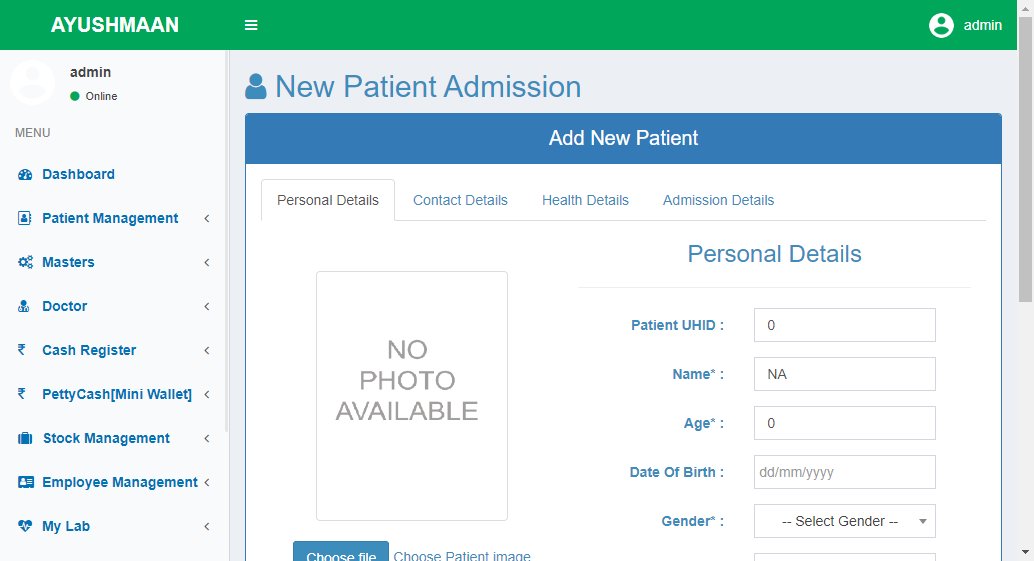 AYUSHMAAN
admin
admin
Online
MENU
Dashboard
Patient Management
Masters
Doctor
Cash Register
PettyCash[Mini Wallet]
Stock Management
Employee Management
My Lab
New Patient Admission
Add New Patient
Personal Details Contact Details Health Details Admission Details
NO
PHOTO
AVAILABLE
Choose file Choose Patient image
Personal Details
Patient UHID : 0
Name* : NA
Age* : 0
Date Of Birth : dd/mm/yyyy
Gender* : -- Select Gender --